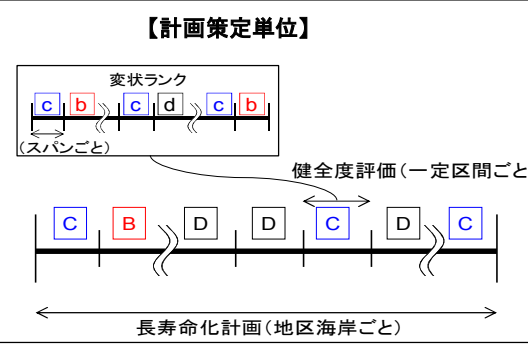 【計画策定単位】
変状ランク
c b c d c b
(スパンごと)
健全度評価(一定区間ごと
C B D D C D C
長寿命化計画(地区海岸ごと)